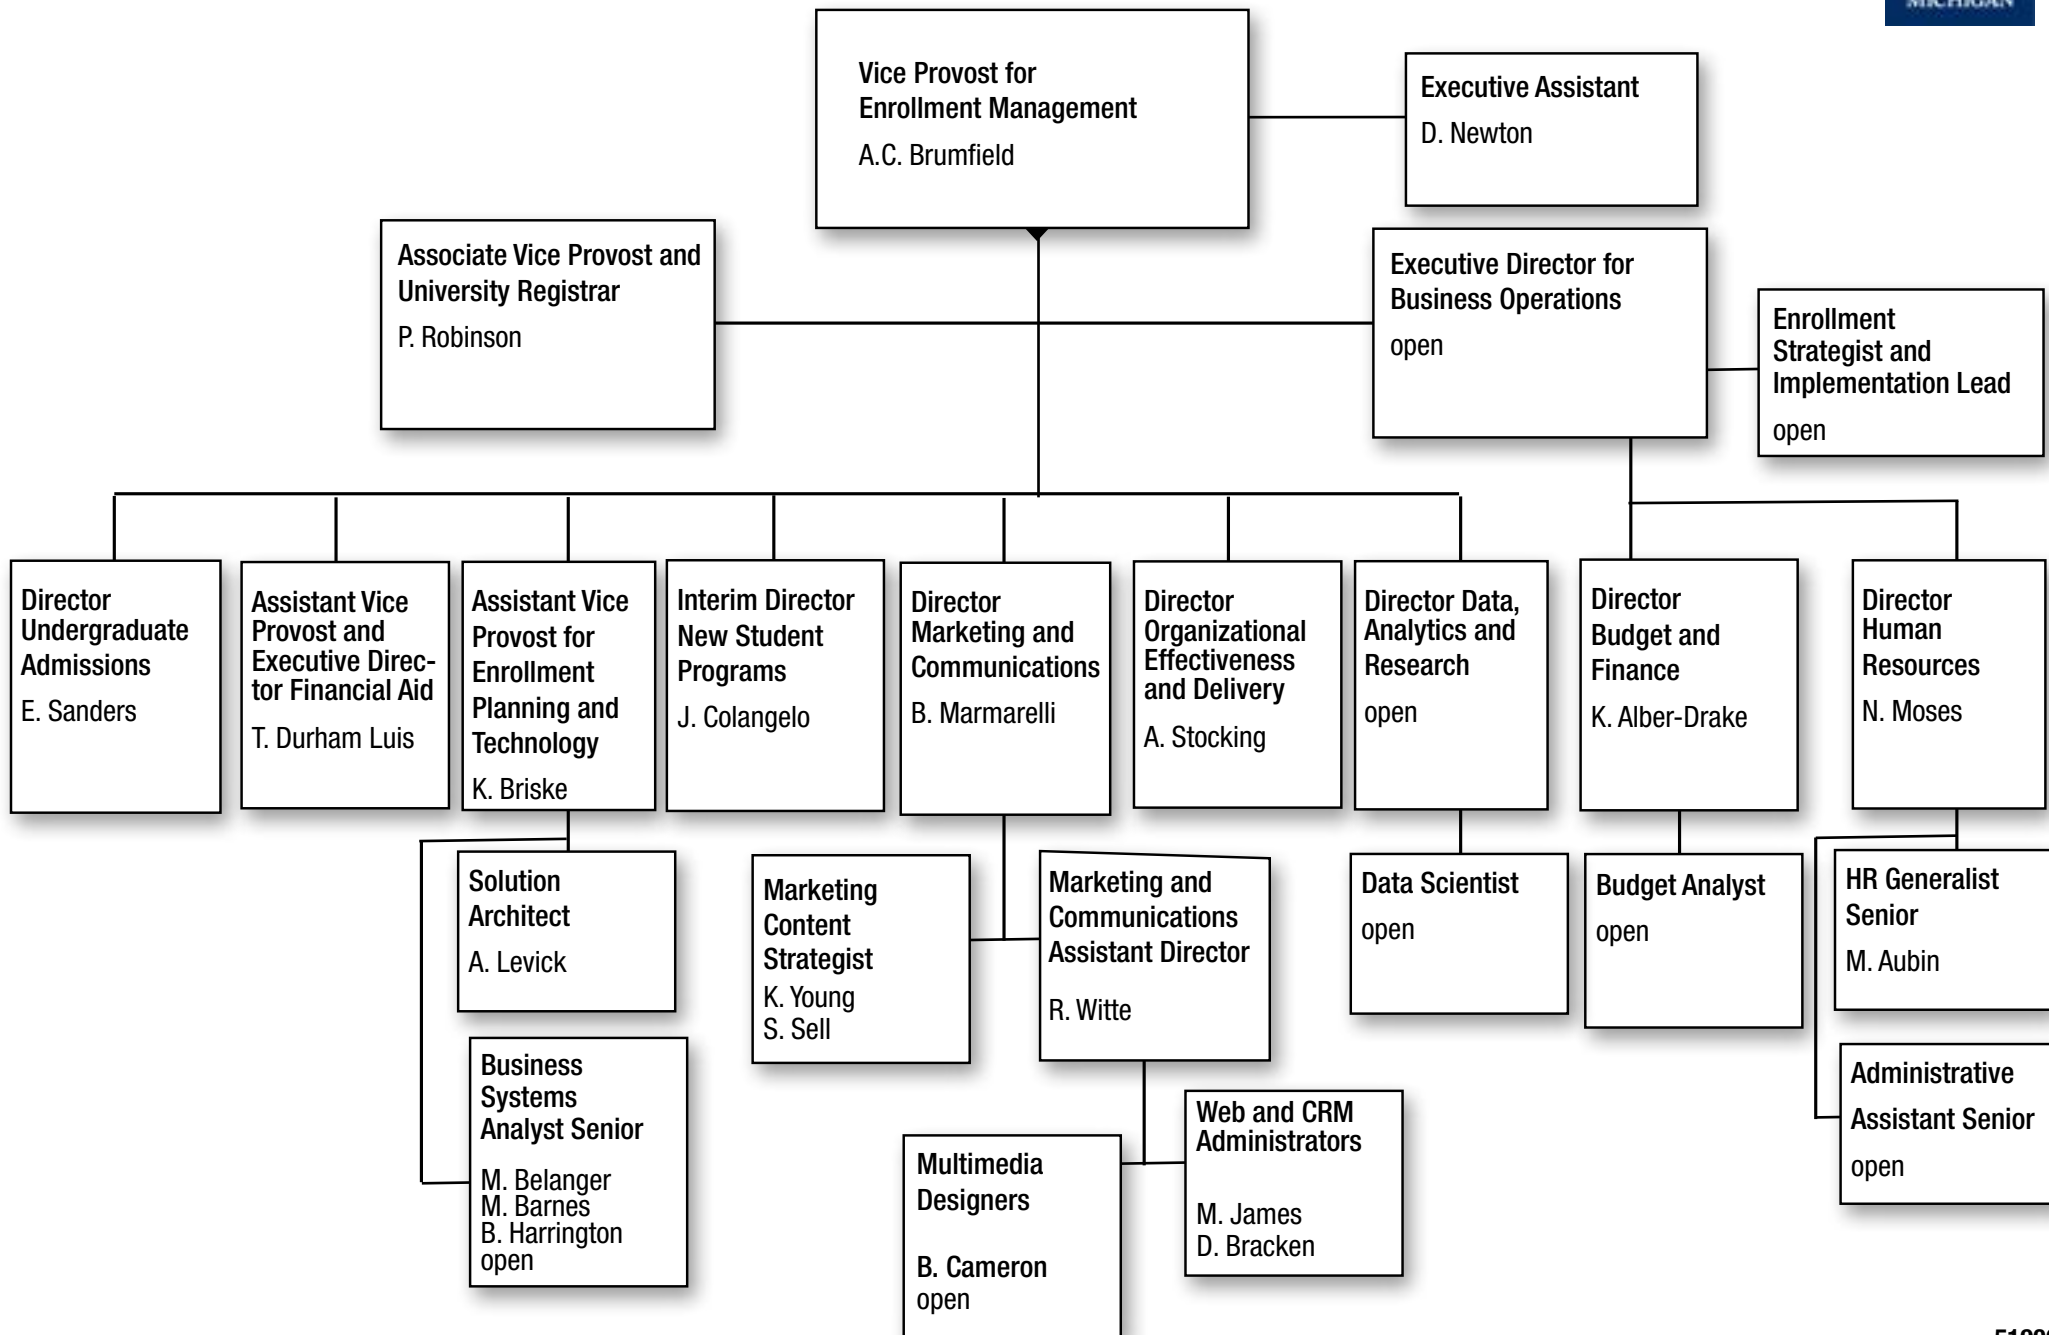 MICHIGAN
Vice Provost for
Enrollment Management
A.C. Brumfield
Executive Assistant
D. Newton
Associate Vice Provost and
University Registrar
P. Robinson
Executive Director for
Business Operations
open
Enrollment
Strategist and
Implementation Lead
open
Director
Undergraduate
Admissions
E. Sanders
Assistant Vice
Provost and
Executive Direc-
tor Financial Aid
T. Durham Luis
Assistant Vice
Provost for
Enrollment
Planning and
Technology
K. Briske
Interim Director
New Student
Programs
J. Colangelo
Director
Marketing and
Communications
B. Marmarelli
Director
Organizational
Effectiveness
and Delivery
A. Stocking
Director Data,
Analytics and
Research
open
Director
Budget and
Finance
K. Alber-Drake
Director
Human
Resources
N. Moses
Solution
Architect
A. Levick
Marketing
Content
Strategist
K. Young
S. Sell
Marketing and
Communications
Assistant Director
R. Witte
Data Scientist
open
Budget Analyst
open
HR Generalist
Senior
M. Aubin
Business
Systems
Analyst Senior
M. Belanger
M. Barnes
B. Harrington
open
Multimedia
Designers
B. Cameron
open
Web and CRM
Administrators
M. James
D. Bracken
Administrative
Assistant Senior
open